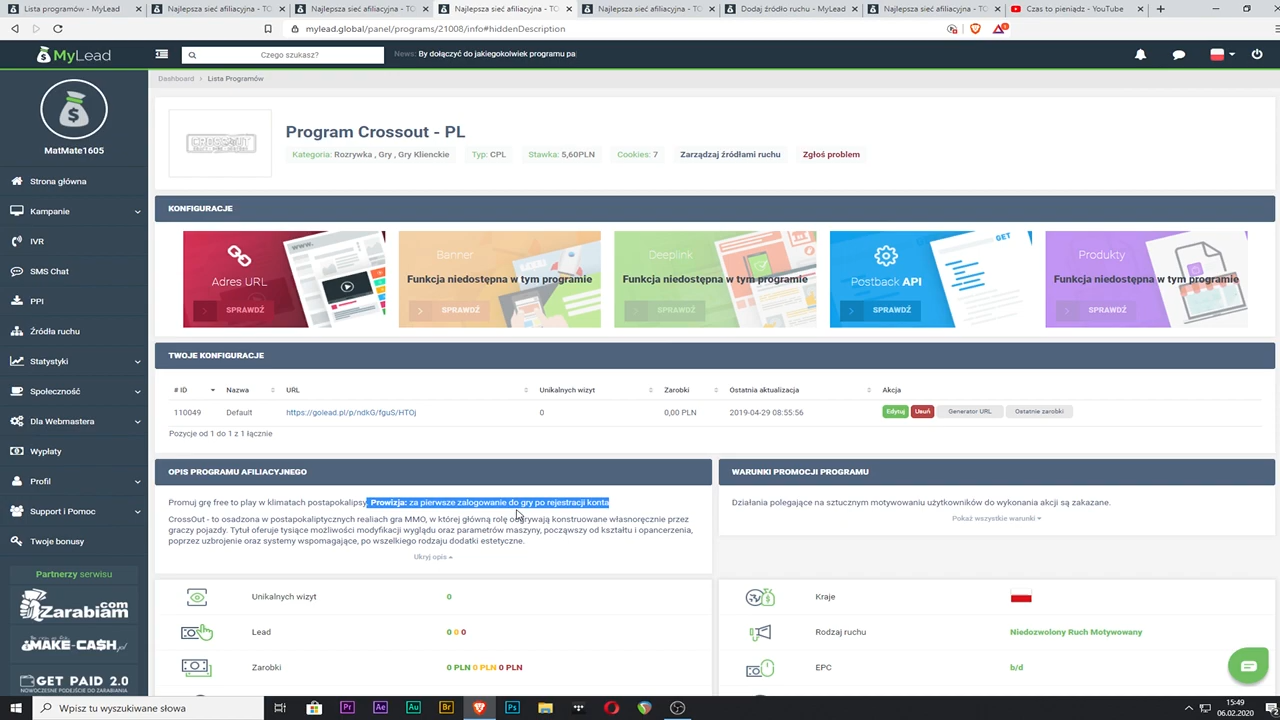 Lista programów - MyLead
Najlepsza sieć afiliacyjna - TO
Najlepsza sieć afiliacyjna - TO
Najlepsza sieć afiliacyjna - TO
Najlepsza sieć afiliacyjna - TO
Dodaj źródło ruchu - MyLead
Najlepsza sieć afiliacyjna - TO
Czas to pieniądz - YouTube
mylead.global/panel/programs/21008/info#hiddenDescription
MyLead
Czego szukasz?
News: By dołączyć do jakiegokolwiek programu pa
Dashboard
Lista Programów
MatMate1605
Program Crossout - PL
Kategoria: Rozrywka , Gry , Gry Klienckie
Typ: CPL
Stawka: 5,60PLN
Cookies: 7
Zarządzaj źródłami ruchu
Zgłoś problem
Strona główna
Kampanie
IVR
SMS Chat
PPI
Źródła ruchu
Statystyki
Społeczność
Dla Webmastera
Wypłaty
Profil
Support i Pomoc
Twoje bonusy
Partnerzy serwisu
Zarabiam.com
MAKE-CASH.pl
GET PAID 2.0
NOWOCZESNE PODEJŚCIE DO ZARABIANIA
KONFIGURACJE
Adres URL
SPRAWDŹ
Banner
Funkcja niedostępna w tym programie
SPRAWDŹ
Deeplink
Funkcja niedostępna w tym programie
SPRAWDŹ
GET
Postback API
SPRAWDŹ
Produkty
Funkcja niedostępna w tym programie
SPRAWDŹ
TWOJE KONFIGURACJE
# ID
Nazwa
URL
Unikalnych wizyt
Zarobki
Ostatnia aktualizacja
Akcja
110049
Default
https://golead.pl/p/ndkG/fguS/HTOj
0
0,00 PLN
2019-04-29 08:55:56
Edytuj
Usuń
Generator URL
Ostatnie zarobki
Pozycje od 1 do 1 z 1 łącznie
OPIS PROGRAMU AFILIACYJNEGO
Promuj grę free to play w klimatach postapokalipsy. Prowizja: za pierwsze zalogowanie do gry po rejestracji konta
CrossOut - to osadzona w postapokaliptycznych realiach gra MMO, w której główną rolę odgrywają konstruowane własnoręcznie przez
graczy pojazdy. Tytuł oferuje tysiące możliwości modyfikacji wyglądu oraz parametrów maszyny, począwszy od kształtu i opancerzenia,
poprzez uzbrojenie oraz systemy wspomagające, po wszelkiego rodzaju dodatki estetyczne.
Ukryj opis
WARUNKI PROMOCJI PROGRAMU
Działania polegające na sztucznym motywowaniu użytkowników do wykonania akcji są zakazane.
Pokaż wszystkie warunki
Unikalnych wizyt
0
Lead
0 0 0
Zarobki
0 PLN 0 PLN 0 PLN
Kraje
Rodzaj ruchu
Niedozwolony Ruch Motywowany
EPC
b/d
Wpisz tu wyszukiwane słowa
Pr
Ae
Au
Br
Ps
15:49
06.02.2020